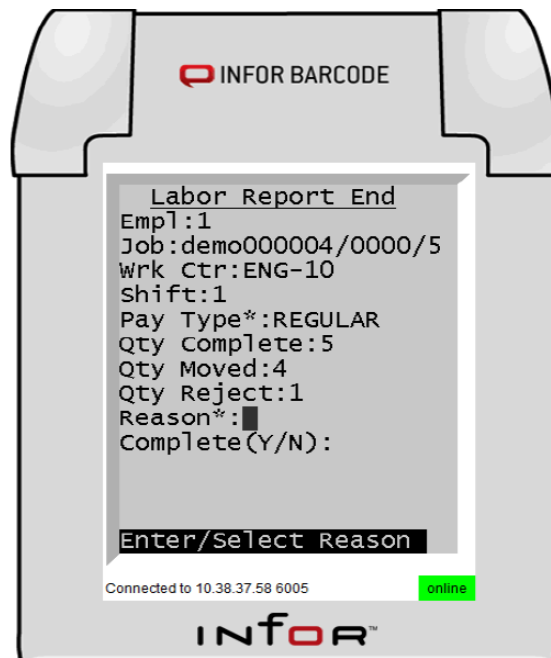 INFOR BARCODE
Labor Report End
Empl:1
Job:demo000004/0000/5
Wrk Ctr:ENG-10
Shift:1
Pay Type*:REGULAR
Qty Complete:5
Qty Moved:4
Qty Reject:1
Reason*:
Complete(Y/N):
Enter/Select Reason
Connected to 10.38.37.58 6005 online
INFOR™